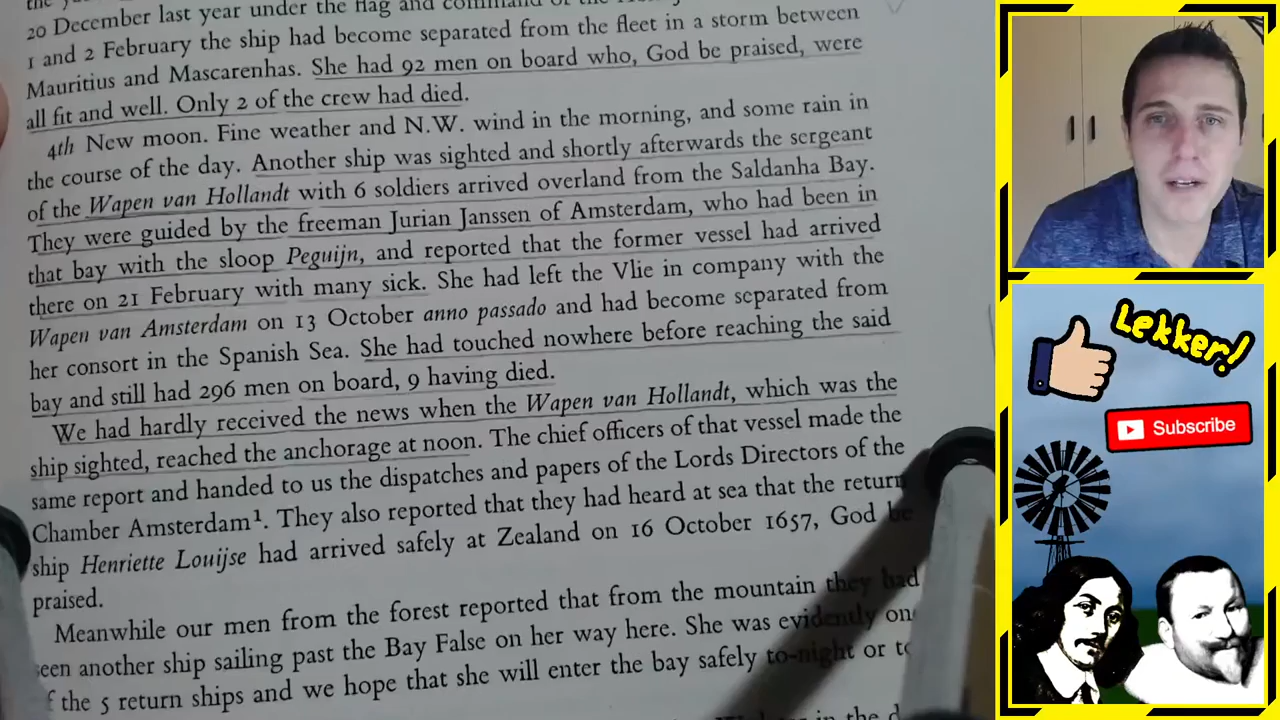 20 December last year under the flag and command of the
1 and 2 February the ship had become separated from the fleet in a storm between
Mauritius and Mascarenhas. She had 92 men on board who, God be praised, were
all fit and well. Only 2 of the crew had died.
4th New moon. Fine weather and N.W. wind in the morning, and some rain in
the course of the day. Another ship was sighted and shortly afterwards the sergeant
of the Wapen van Hollandt with 6 soldiers arrived overland from the Saldanha Bay.
They were guided by the freeman Jurian Janssen of Amsterdam, who had been in
that bay with the sloop Peguijn, and reported that the former vessel had arrived
there on 21 February with many sick. She had left the Vlie in company with the
Wapen van Amsterdam on 13 October anno passado and had become separated from
her consort in the Spanish Sea. She had touched nowhere before reaching the said
bay and still had 296 men on board, 9 having died.
We had hardly received the news when the Wapen van Hollandt, which was the
ship sighted, reached the anchorage at noon. The chief officers of that vessel made the
same report and handed to us the dispatches and papers of the Lords Directors of the
Chamber Amsterdam¹. They also reported that they had heard at sea that the return
ship Henriette Louijse had arrived safely at Zealand on 16 October 1657, God be
praised.
Meanwhile our men from the forest reported that from the mountain they had
seen another ship sailing past the Bay False on her way here. She was evidently one
of the 5 return ships and we hope that she will enter the bay safely to-night or to
in the d
Lekker!
Subscribe